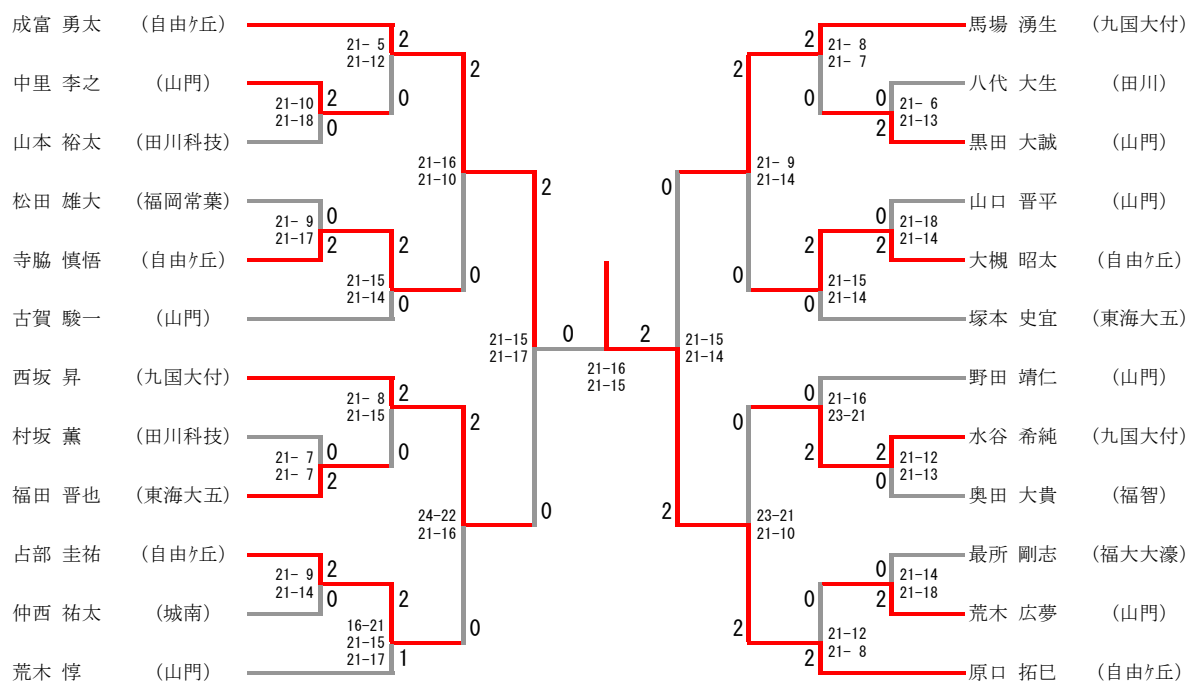 成富 勇太 (自由ケ丘)
21- 5 2
21-12
2
中里 李之 (山門)
21-10 2 0
21-18 0
山本 裕太 (田川科技)
21-16 2
21-10
松田 雄大 (福岡常葉)
21- 9 0
21-17 2 2
寺脇 慎悟 (自由ケ丘)
21-15 0
21-14 0
古賀 駿一 (山門)
21-15 0
21-17
西坂 昇 (九国大付)
21- 8 2
21-15 2
村坂 薫 (田川科技)
21- 7 0 0
21- 7 2
福田 晋也 (東海大五)
24-22 0
21-16
占部 圭祐 (自由ケ丘)
21- 9 2
21-14 0 2
仲西 祐太 (城南)
16-21 0
21-15
21-17 1
荒木 惇 (山門)
21-16
21-15
馬場 湧生 (九国大付)
2 21- 8
21- 7
2
八代 大生 (田川)
0 0 21- 6
2 21-13
黒田 大誠 (山門)
0 21- 9
21-14
山口 晋平 (山門)
0 21-18
2 2 21-14
大槻 昭太 (自由ケ丘)
0 21-15
0 21-14
塚本 史宜 (東海大五)
2 21-15
21-14
野田 靖仁 (山門)
0 21-16
0 23-21
水谷 希純 (九国大付)
2 2 21-12
0 21-13
奥田 大貴 (福智)
2 23-21
21-10
最所 剛志 (福大大濠)
0 21-14
0 2 21-18
荒木 広夢 (山門)
2 21-12
2 21- 8
原口 拓巳 (自由ケ丘)